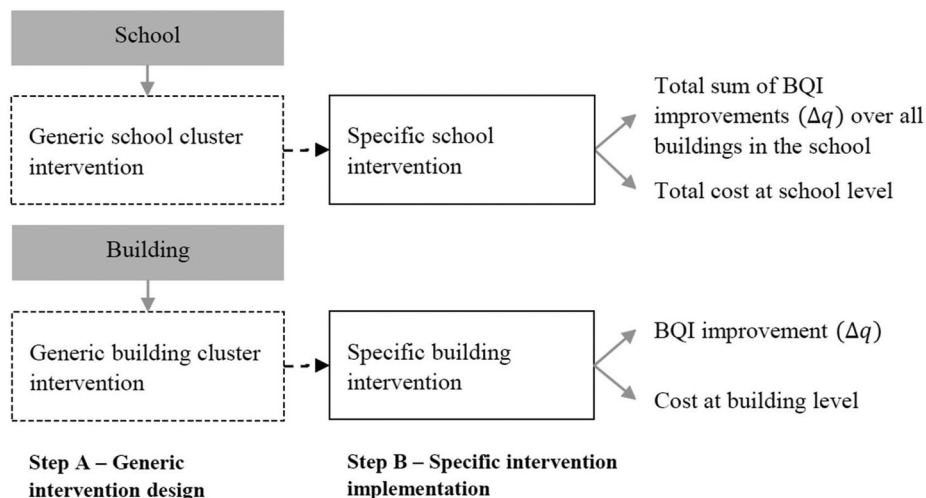 School
Generic school cluster
intervention
Specific school
intervention
Total sum of BQI
improvements (Δq) over all
buildings in the school
Total cost at school level
Building
Generic building cluster
intervention
Specific building
intervention
BQI improvement (Δq)
Cost at building level
Step A – Generic
intervention design
Step B – Specific intervention
implementation